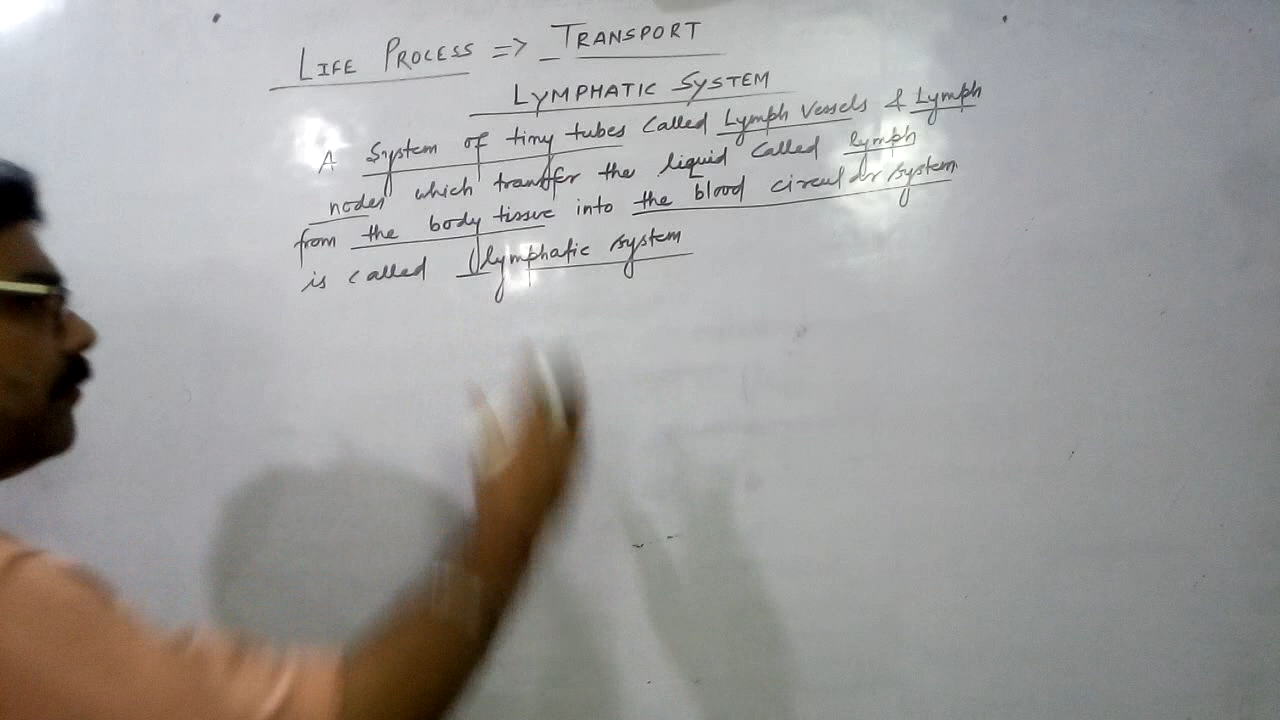 LIFE PROCESS => TRANSPORT
LYMPHATIC SYSTEM
A System of tiny tubes called Lymph Vessels & Lymph
nodes which transfer the liquid called lymph
from the body tissue into the blood circular system
is called lymphatic system